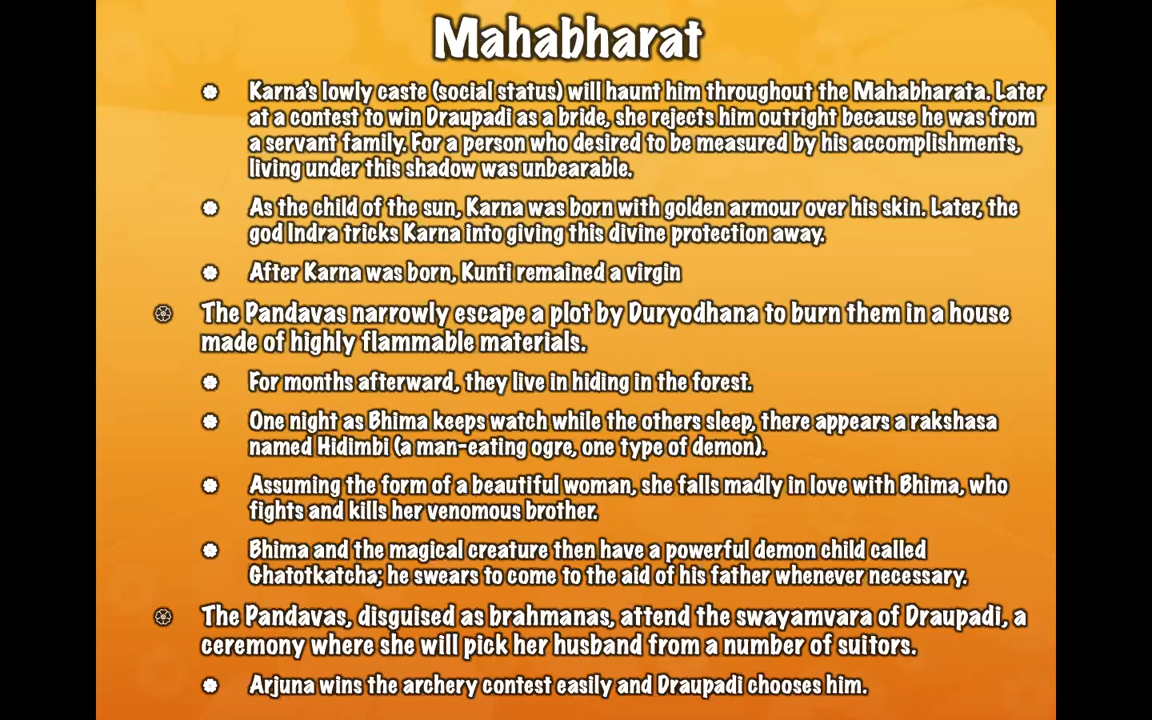 Mahabharat
Karna's lowly caste (social status) will haunt him throughout the Mahabharata. Later
at a contest to win Draupadi as a bride, she rejects him outright because he was from
a servant family. For a person who desired to be measured by his accomplishments,
living under this shadow was unbearable.
As the child of the sun, Karna was born with golden armour over his skin. Later, the
god Indra tricks Karna into giving this divine protection away.
After Karna was born, Kunti remained a virgin
The Pandavas narrowly escape a plot by Duryodhana to burn them in a house
made of highly flammable materials.
For months afterward, they live in hiding in the forest.
One night as Bhima keeps watch while the others sleep, there appears a rakshasa
named Hidimbi (a man-eating ogre, one type of demon).
Assuming the form of a beautiful woman, she falls madly in love with Bhima, who
fights and kills her venomous brother.
Bhima and the magical creature then have a powerful demon child called
Ghatotkatcha; he swears to come to the aid of his father whenever necessary.
The Pandavas, disguised as brahmanas, attend the swayamvara of Draupadi, a
ceremony where she will pick her husband from a number of suitors.
Arjuna wins the archery contest easily and Draupadi chooses him.